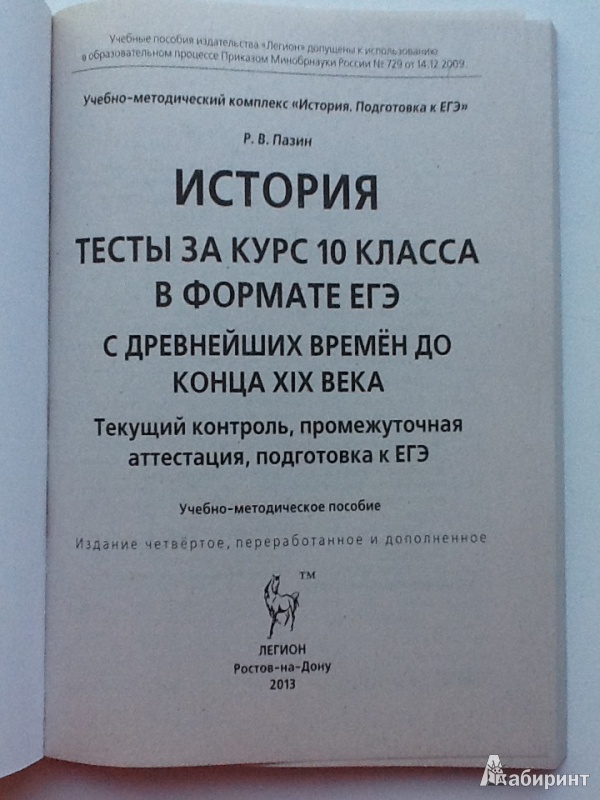 Учебные пособия издательства «Легион» допущены к использованию
в образовательном процессе Приказом Минобрнауки России № 729 от 14.12.2009
Учебно-методический комплекс «История. Подготовка к ЕГЭ»
Р. В. Пазин
ИСТОРИЯ
ТЕСТЫ ЗА КУРС 10 КЛАССА
В ФОРМАТЕ ЕГЭ
С ДРЕВНЕЙШИХ ВРЕМЁН ДО
КОНЦА XIX ВЕКА
Текущий контроль, промежуточная
аттестация, подготовка к ЕГЭ
Учебно-методическое пособие
Издание четвёртое, переработанное и дополненное
TM
ЛЕГИОН
Ростов-на-Дону
2013
Лабиринт